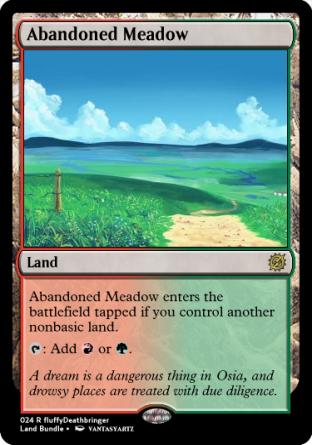 Abandoned Meadow
Land
Abandoned Meadow enters the
battlefield tapped if you control another
nonbasic land.
: Add or .
A dream is a dangerous thing in Osia, and
drowsy places are treated with due diligence.
024 R fluffyDeathbringer
Land Bundle • VANTASYARTZ